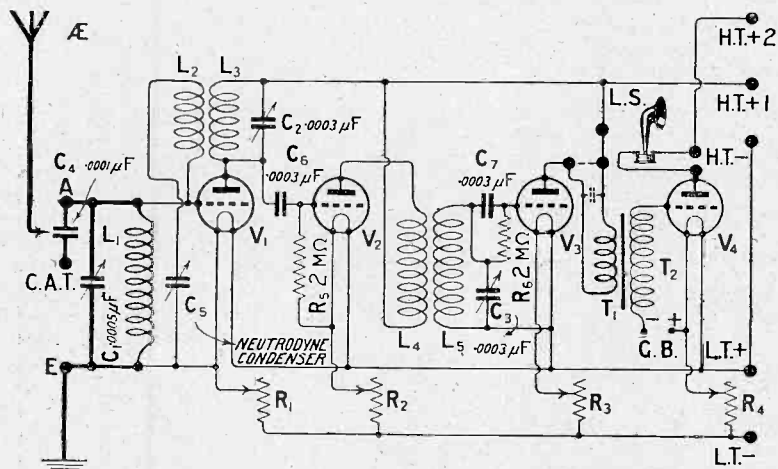 Æ
L2
L3
H.T.+2
L.S.
H.T.+1
C2 .0003 µF
C4 .0001 µF
C6
.0003 µF
C7
.0003 µF
H.T.-
A
L1
V1
V2
V3
V4
C.A.T.
C1 .0005 µF
C5
R5 2 MΩ
R6 2 MΩ
C3
.0003 µF
T1
T2
NEUTRODYNE
CONDENSER
L4
L5
- +
G.B.
L.T.+
E
R1
R2
R3
R4
L.T.-